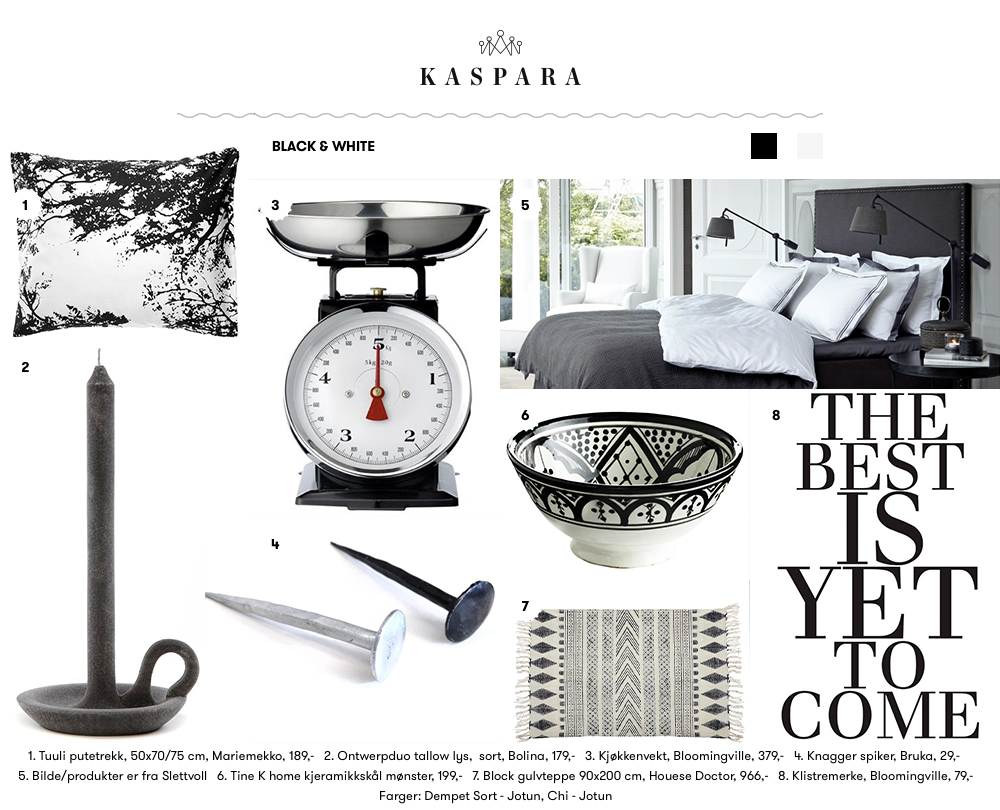 KASPARA
BLACK & WHITE
1
2
3
5
kg
5kg 20g
4
1
3
2
4
5
6
7
8
THE
BEST
IS
YET
TO
COME
1. Tuuli putetrekk, 50x70/75 cm, Mariemekko, 189,- 2. Ontwerpduo tallow lys, sort, Bolina, 179,- 3. Kjøkkenvekt, Bloomingville, 379,- 4. Knagger spiker, Bruka, 29,-
5. Bilde/produkter er fra Slettvoll 6. Tine K home kjeramikkskål mønster, 199,- 7. Block gulvteppe 90x200 cm, Houese Doctor, 966,- 8. Klistremerke, Bloomingville, 79,-
Farger: Dempet Sort - Jotun, Chi - Jotun